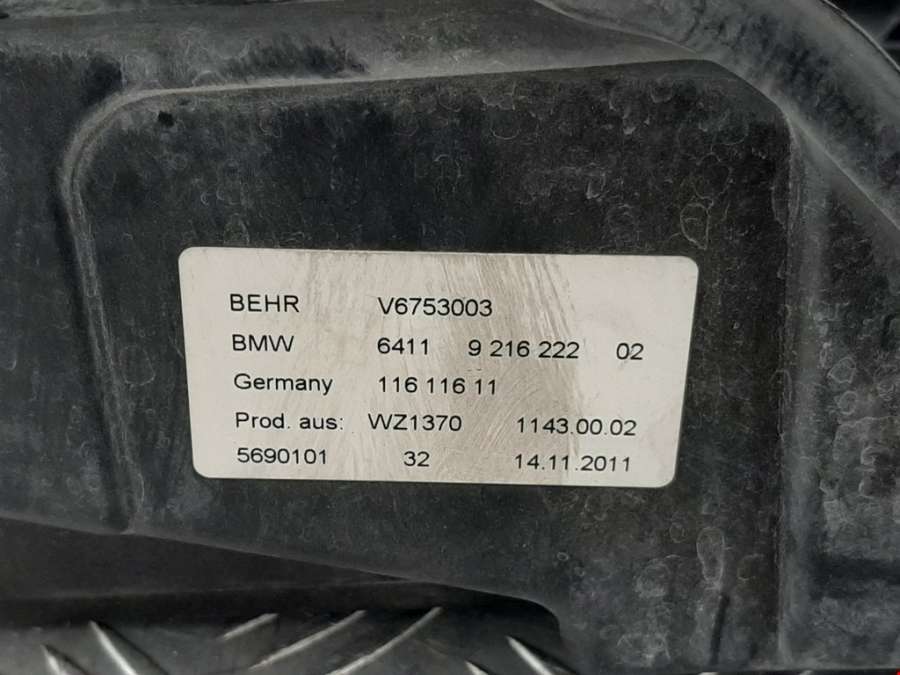 BEHR V6753003
BMW 6411 9 216 222 02
Germany 116 116 11
Prod. aus: WZ1370 1143.00.02
5690101 32 14.11.2011